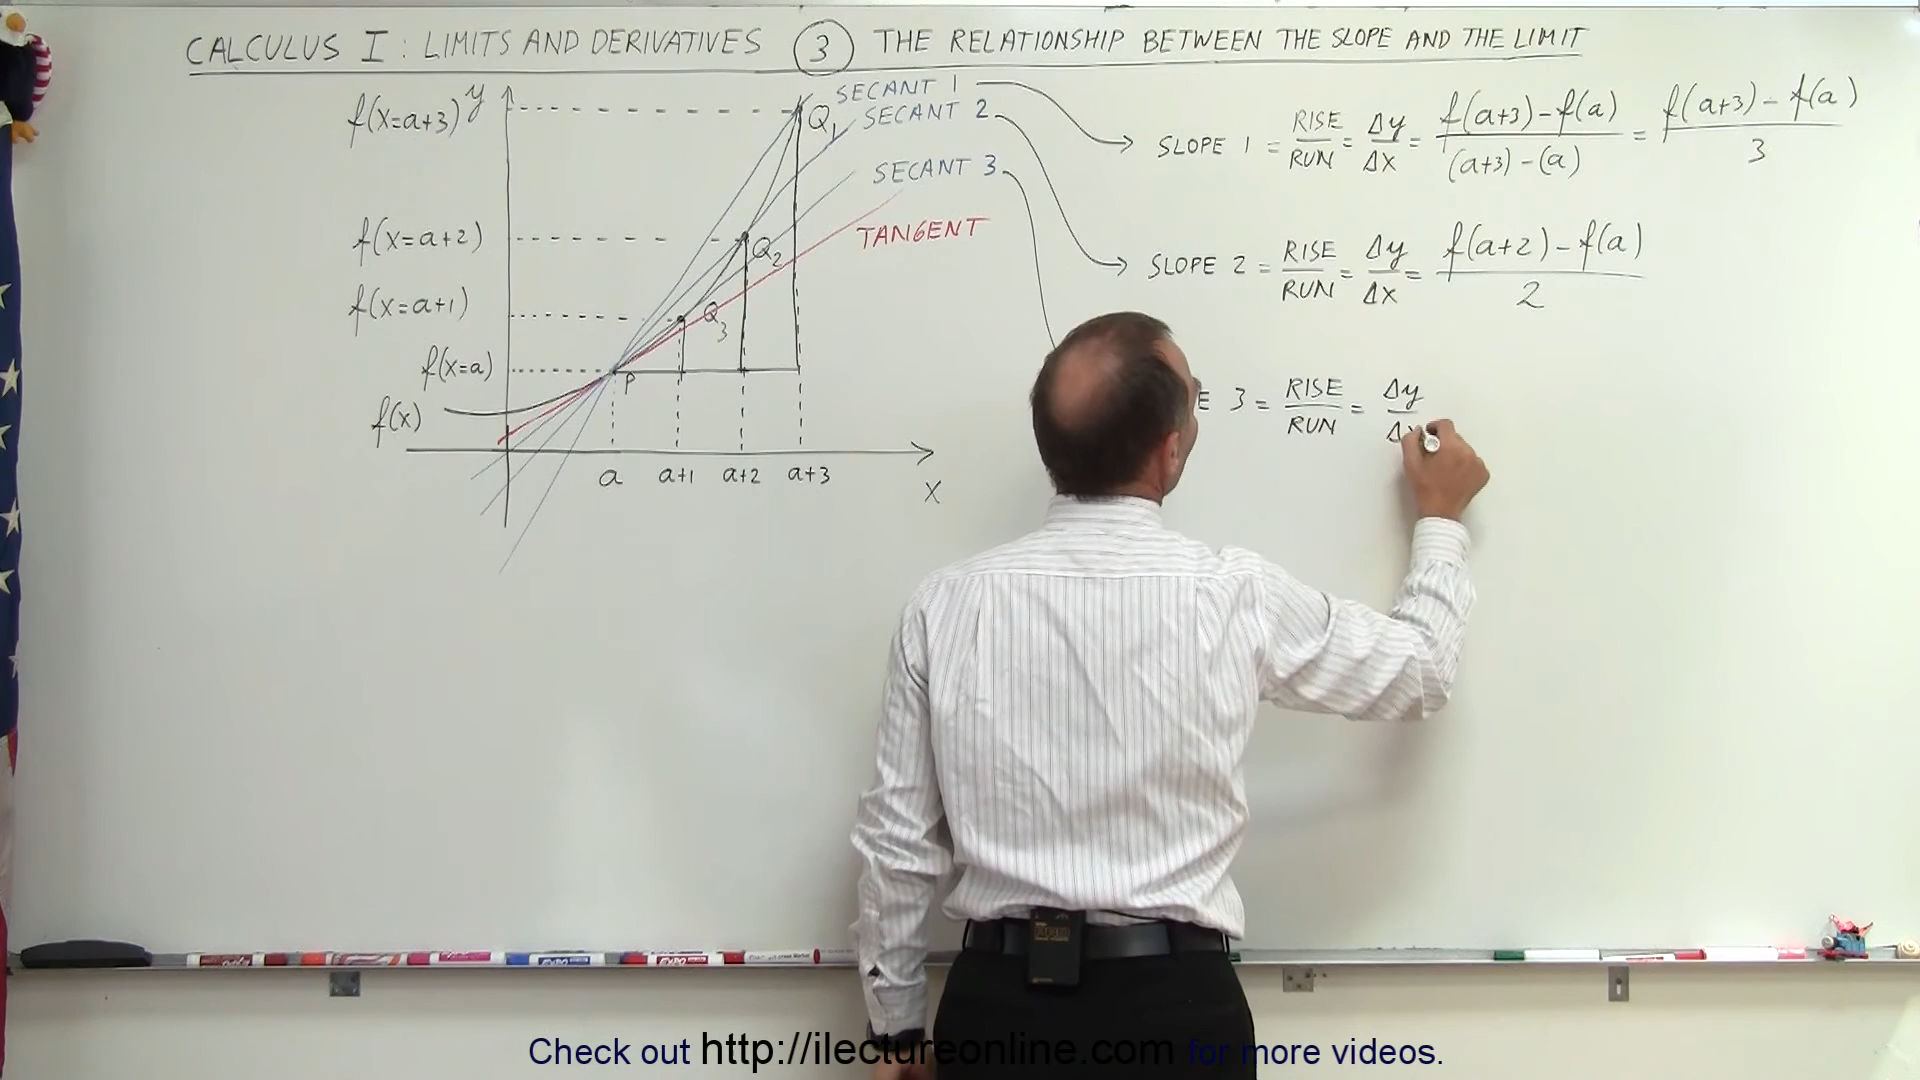 CALCULUS I : LIMITS AND DERIVATIVES ③ THE RELATIONSHIP BETWEEN THE SLOPE AND THE LIMIT
y
f(x=a+3)
f(x=a+2)
f(x=a+1)
f(x=a)
f(x)
P
Q₁
Q₂
Q₃
SECANT 1
SECANT 2
SECANT 3
TANGENT
a a+1 a+2 a+3
x
SLOPE 1 = RISE/RUN = Δy/Δx = f(a+3)-f(a)/(a+3)-(a) = f(a+3)-f(a)/3
SLOPE 2 = RISE/RUN = Δy/Δx = f(a+2)-f(a)/2
E 3 = RISE/RUN = Δy/Δx
EXPO
EXPO
Check out http://ilectureonline.com for more videos.